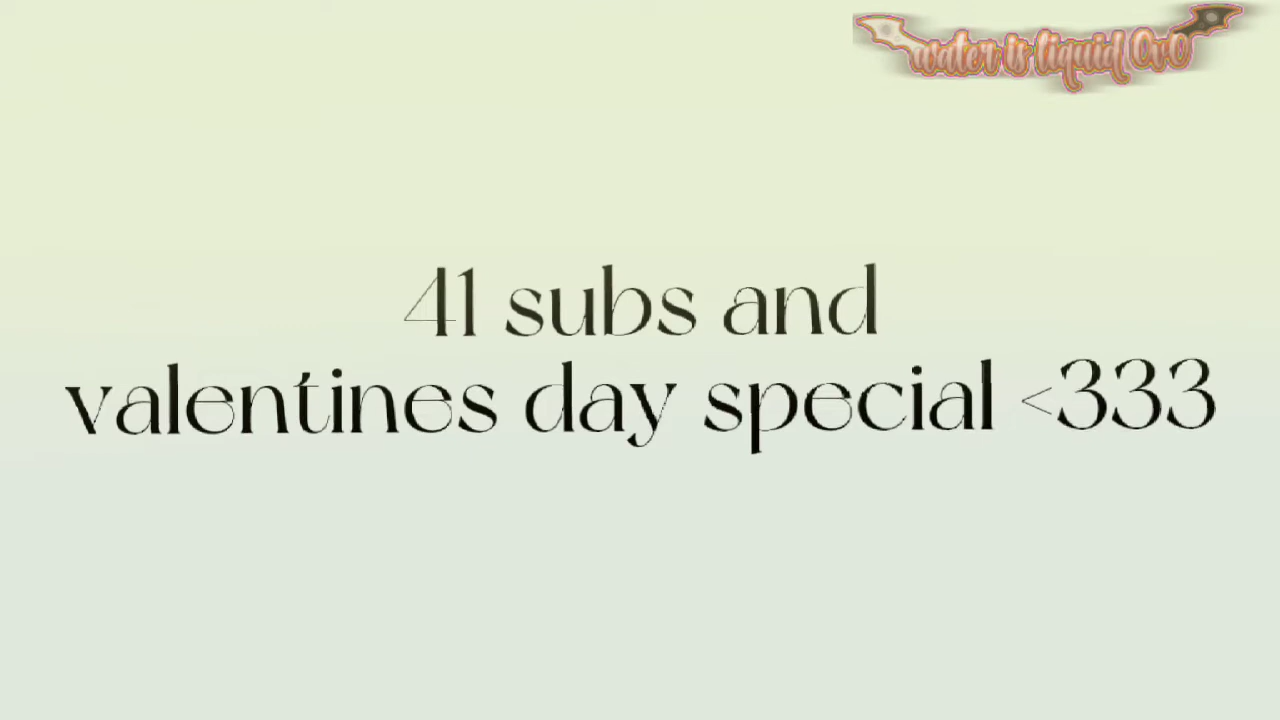 water is liquid OvO
41 subs and
valentines day special <333